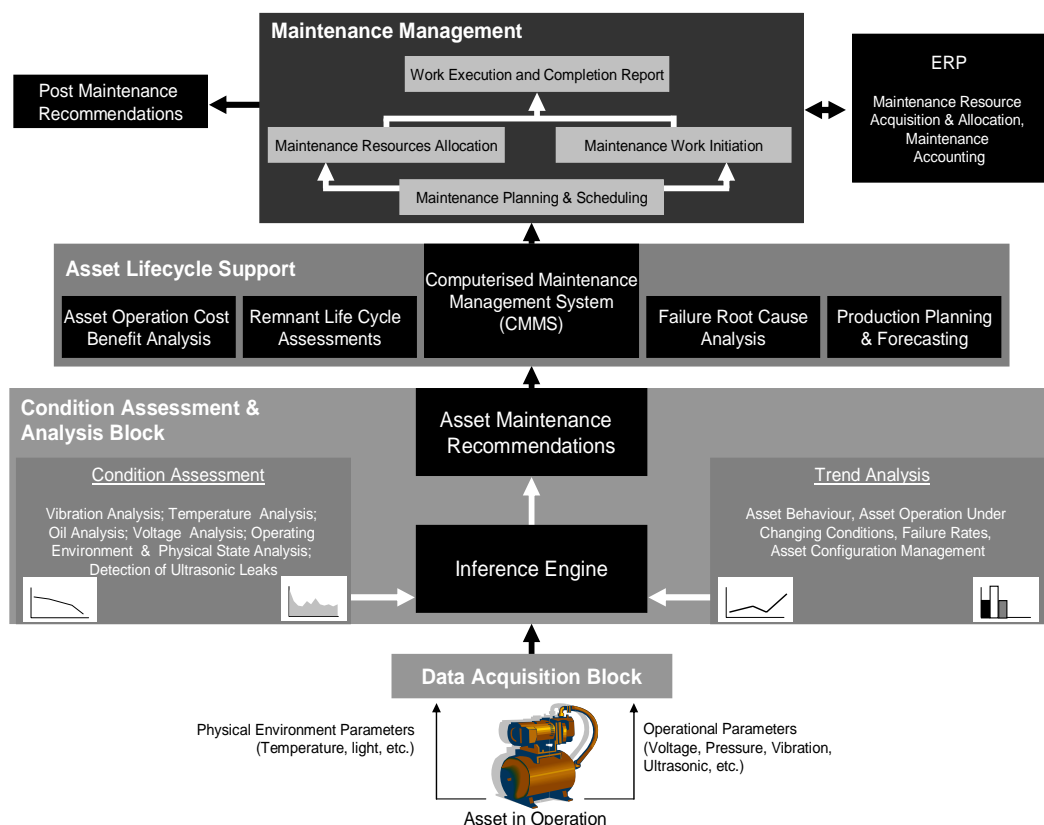 Maintenance Management
Work Execution and Completion Report
Post Maintenance
Recommendations
ERP
Maintenance Resource
Acquisition & Allocation,
Maintenance
Accounting
Maintenance Resources Allocation
Maintenance Work Initiation
Maintenance Planning & Scheduling
Asset Lifecycle Support
Computerised Maintenance
Management System
(CMMS)
Asset Operation Cost
Benefit Analysis
Remnant Life Cycle
Assessments
Failure Root Cause
Analysis
Production Planning
& Forecasting
Condition Assessment &
Analysis Block
Asset Maintenance
Recommendations
Condition Assessment
Vibration Analysis; Temperature Analysis;
Oil Analysis; Voltage Analysis; Operating
Environment & Physical State Analysis;
Detection of Ultrasonic Leaks
Trend Analysis
Asset Behaviour, Asset Operation Under
Changing Conditions, Failure Rates,
Asset Configuration Management
Inference Engine
Data Acquisition Block
Physical Environment Parameters
(Temperature, light, etc.)
Operational Parameters
(Voltage, Pressure, Vibration,
Ultrasonic, etc.)
Asset in Operation